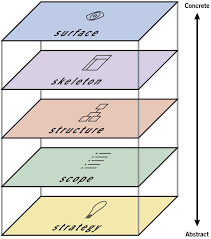 Concrete
surface
skeleton
structure
scope
strategy
Abstract